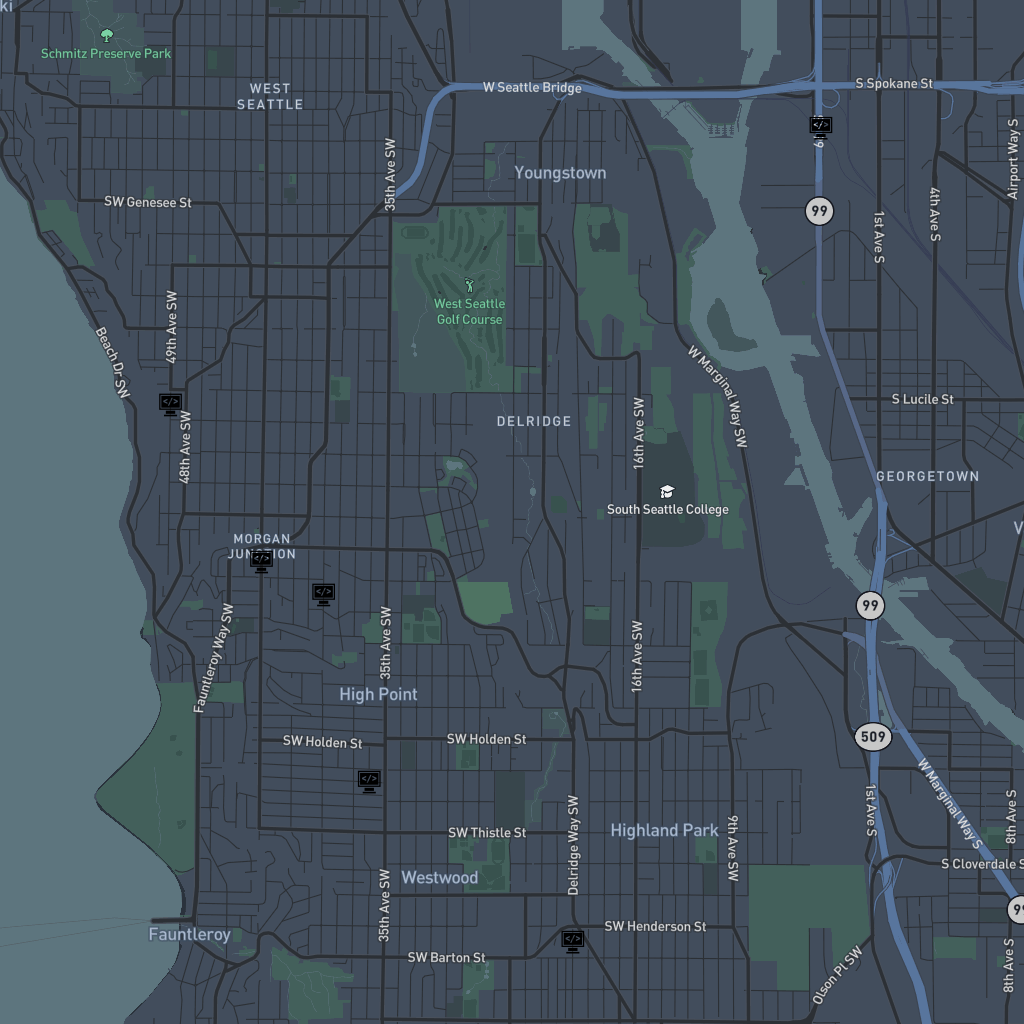 ki
Schmitz Preserve Park
WEST
SEATTLE
W Seattle Bridge
S Spokane St
Airport Way S
35th Ave SW
Youngstown
SW Genesee St
99
1st Ave S
4th Ave S
West Seattle
Golf Course
49th Ave SW
Beach Dr SW
W Marginal Way SW
S Lucile St
48th Ave SW
DELRIDGE
16th Ave SW
GEORGETOWN
South Seattle College
MORGAN
JUNCTION
99
Fauntleroy Way SW
35th Ave SW
16th Ave SW
High Point
SW Holden St
SW Holden St
509
W Marginal Way S
1st Ave S
8th Ave S
SW Thistle St
Highland Park
9th Ave SW
Delridge Way SW
S Cloverdale S
Westwood
35th Ave SW
99
Fauntleroy
SW Henderson St
SW Barton St
Olson Pl SW
8th Ave S